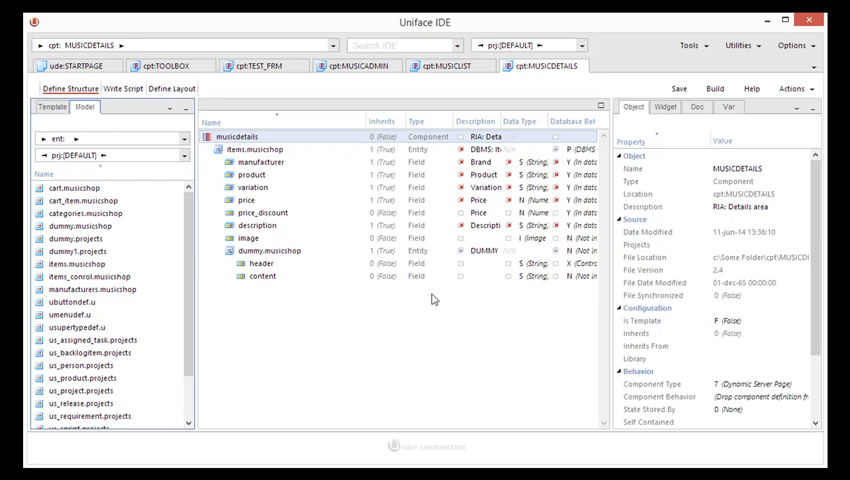 Uniface IDE
cpt: MUSICDETAILS
Search IDE
prj:[DEFAULT]
Tools
Utilities
Options
ude:STARTPAGE
cpt:TOOLBOX
cpt:TEST_FRM
cpt:MUSICADMIN
cpt:MUSICLIST
cpt:MUSICDETAILS
Define Structure
Write Script
Define Layout
Save
Build
Help
Actions
Template
Model
ent:
prj:[DEFAULT]
Name
cart.musicshop
cart_item.musicshop
categories.musicshop
dummy.musicshop
dummy.projects
dummy1.projects
items.musicshop
items_conrol.musicshop
manufacturers.musicshop
ubuttondef.u
umenudef.u
usupertypedef.u
us_assigned_task.projects
us_backlogitem.projects
us_person.projects
us_product.projects
us_project.projects
us_release.projects
us_requirement.projects
us_sprint.projects
Name Inherits Type Description Data Type Database Beh
musicdetails 0 (False) Component RIA: Deta N/A
items.musicshop 1 (True) Entity DBMS: It N/A P (DBMS
manufacturer 1 (True) Field Brand S (String, Y (In data
product 1 (True) Field Product S (String, Y (In data
variation 1 (True) Field Variation S (String, Y (In data
price 1 (True) Field Price N (Nume Y (In data
price_discount 0 (False) Field Price N (Nume N (Not in
description 1 (True) Field Descripti S (String, Y (In data
image 0 (False) Field I (Image N (Not in
dummy.musicshop 1 (True) Entity DUMMY N/A N (Not in
header 0 (False) Field S (String, X (Contro
content 0 (False) Field S (String, N (Not in
Object
Widget
Doc
Var
Property Value
Object
Name MUSICDETAILS
Type Component
Location cpt:MUSICDETAILS
Description RIA: Details area
Source
Date Modified 11-jun-14 13:36:10
Projects
File Location c:\Some Folder\cpt\MUSICDI
File Version 2.4
File Date Modified 01-dec-65 00:00:00
File Synchronized 0 (False)
Configuration
Is Template F (False)
Inherits 0 (False)
Inherits From
Library
Behavior
Component Type 7 (Dynamic Server Page)
Component Behavior (Drop component definition fr
State Stored By 0 (None)
Self Contained
Under construction